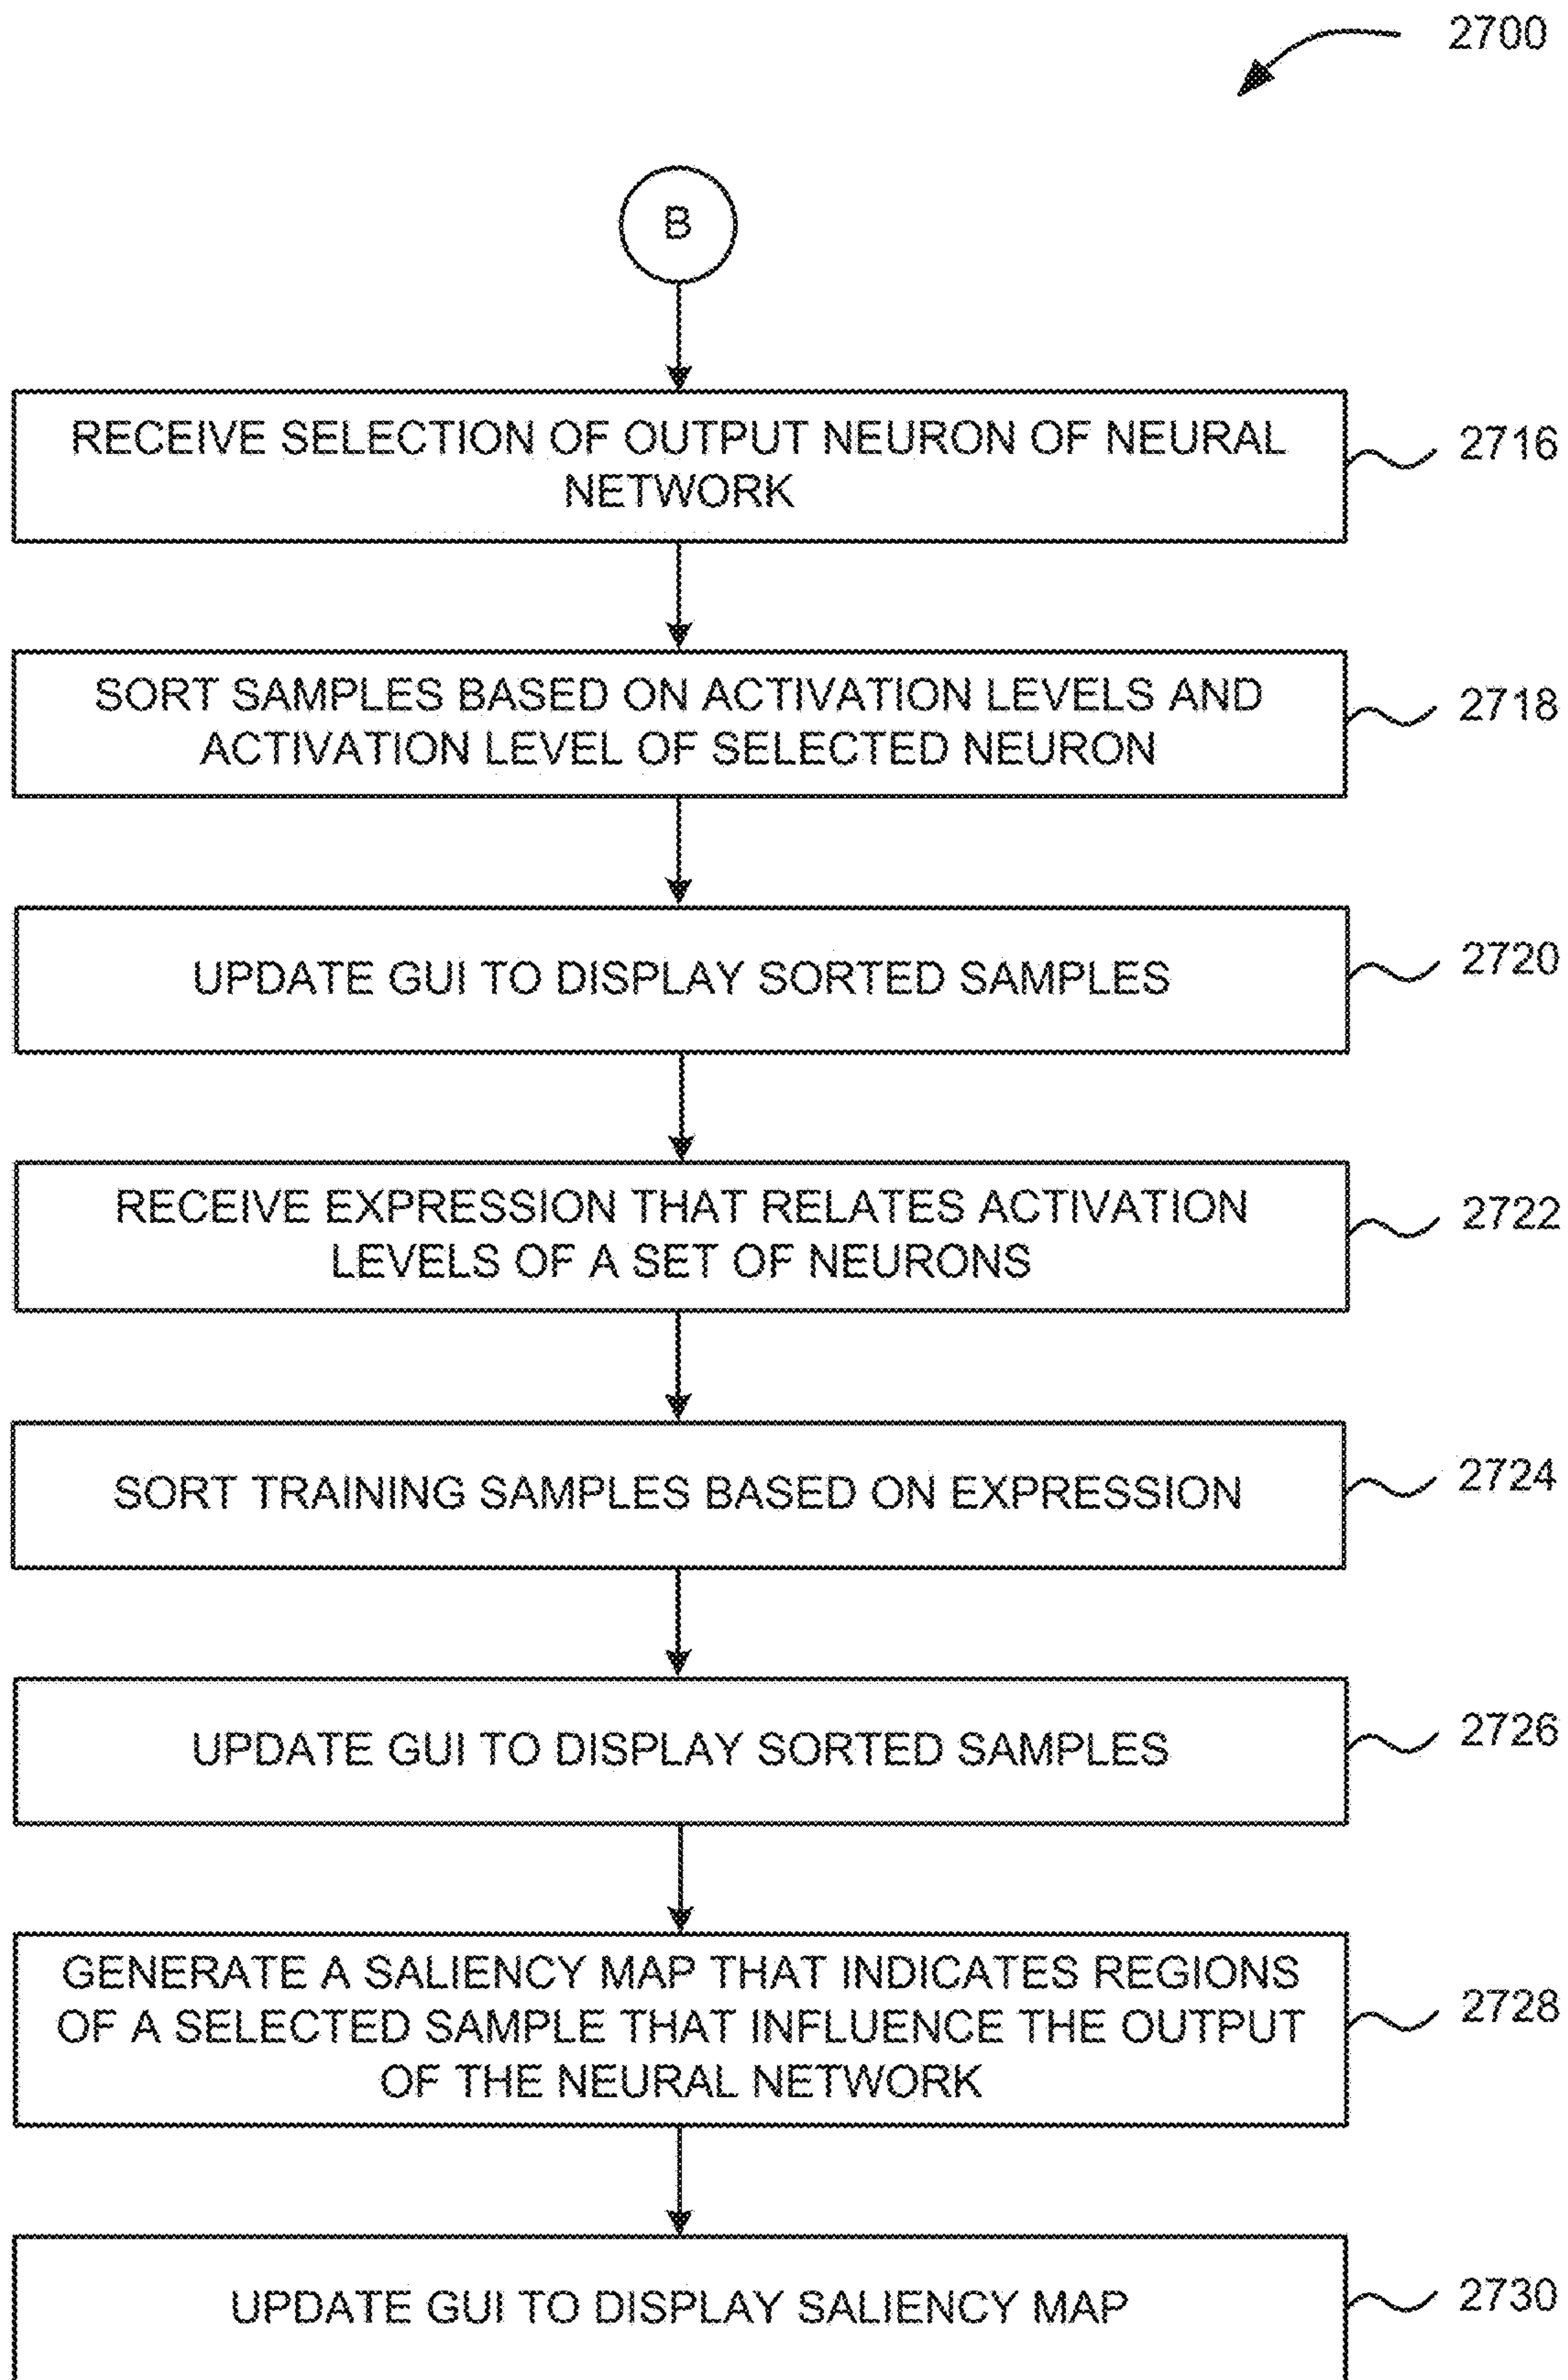 2700
B
RECEIVE SELECTION OF OUTPUT NEURON OF NEURAL
NETWORK
2716
SORT SAMPLES BASED ON ACTIVATION LEVELS AND
ACTIVATION LEVEL OF SELECTED NEURON
2718
UPDATE GUI TO DISPLAY SORTED SAMPLES
2720
RECEIVE EXPRESSION THAT RELATES ACTIVATION
LEVELS OF A SET OF NEURONS
2722
SORT TRAINING SAMPLES BASED ON EXPRESSION
2724
UPDATE GUI TO DISPLAY SORTED SAMPLES
2726
GENERATE A SALIENCY MAP THAT INDICATES REGIONS
OF A SELECTED SAMPLE THAT INFLUENCE THE OUTPUT
OF THE NEURAL NETWORK
2728
UPDATE GUI TO DISPLAY SALIENCY MAP
2730